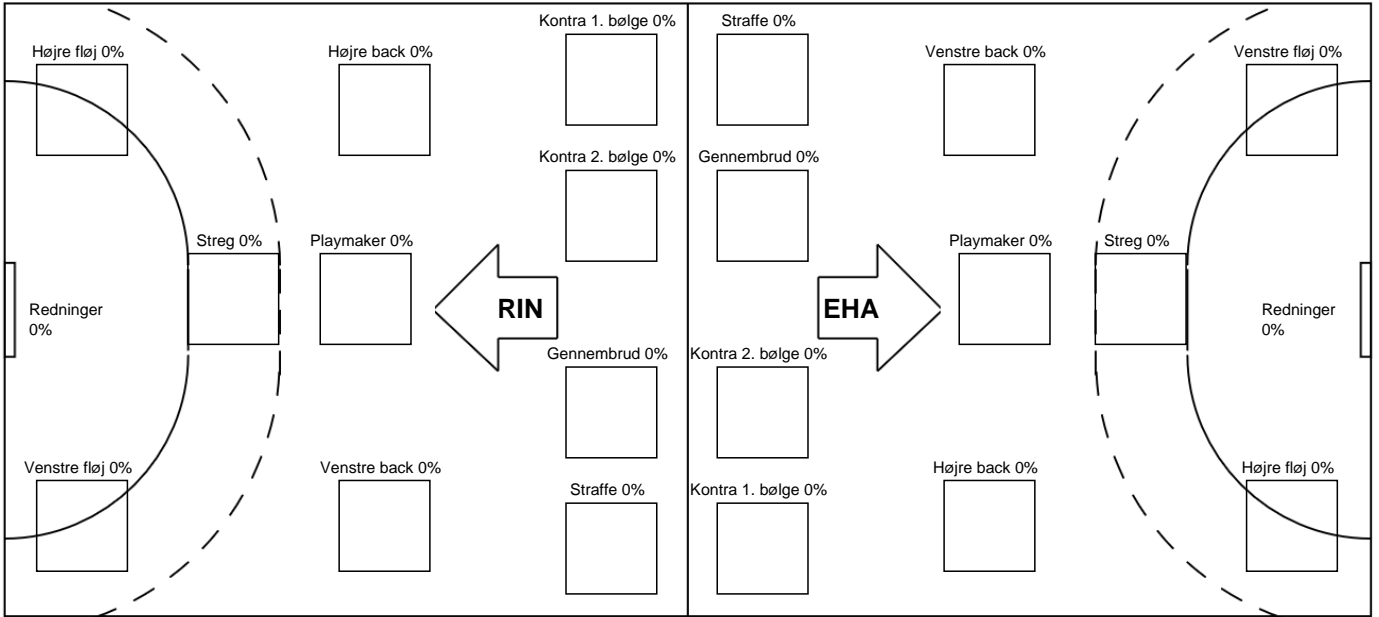 Kontra 1. bølge 0%
Straffe 0%
Højre fløj 0%
Højre back 0%
Venstre back 0%
Venstre fløj 0%
Kontra 2. bølge 0%
Gennembrud 0%
Streg 0%
Playmaker 0%
Playmaker 0%
Streg 0%
Redninger
0%
RIN
EHA
Redninger
0%
Gennembrud 0%
Kontra 2. bølge 0%
Venstre fløj 0%
Venstre back 0%
Højre back 0%
Højre fløj 0%
Straffe 0%
Kontra 1. bølge 0%